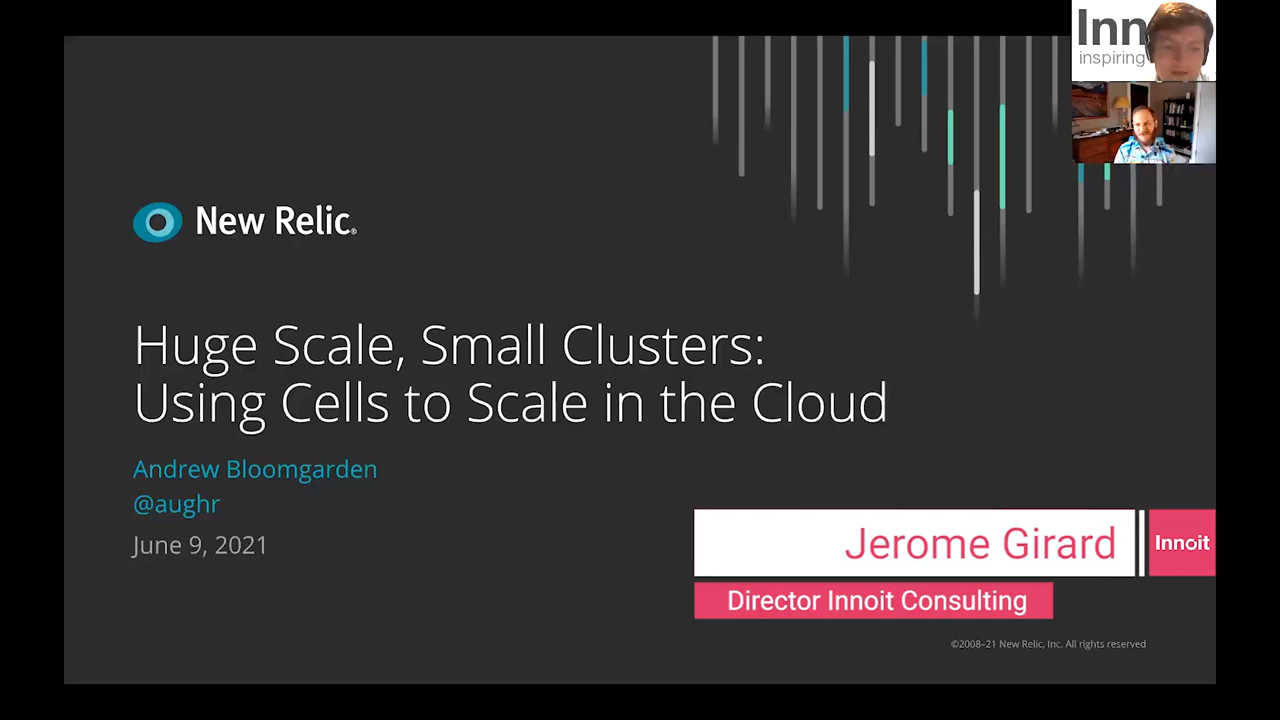 Inn
inspiring
New Relic®
Huge Scale, Small Clusters:
Using Cells to Scale in the Cloud
Andrew Bloomgarden
@aughr
June 9, 2021
Jerome Girard
Innoit
Director Innoit Consulting
©2008–21 New Relic, Inc. All rights reserved